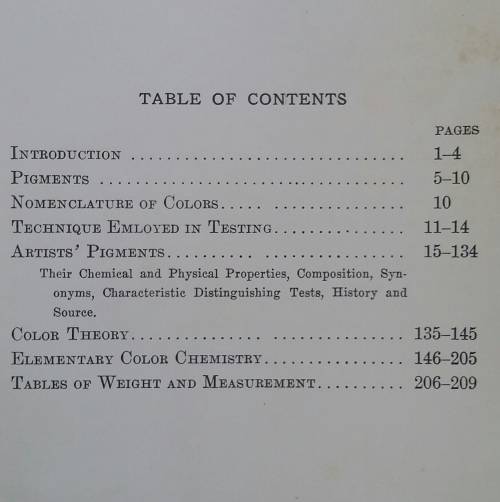 TABLE OF CONTENTS
PAGES
INTRODUCTION ............................... 1–4
PIGMENTS .................................. 5–10
NOMENCLATURE OF COLORS..... ............... 10
TECHNIQUE EMLOYED IN TESTING............... 11–14
ARTISTS' PIGMENTS.......... ................ 15–134
Their Chemical and Physical Properties, Composition, Syn-
onyms, Characteristic Distinguishing Tests, History and
Source.
COLOR THEORY............... ............... 135–145
ELEMENTARY COLOR CHEMISTRY................ 146–205
TABLES OF WEIGHT AND MEASUREMENT.......... 206–209